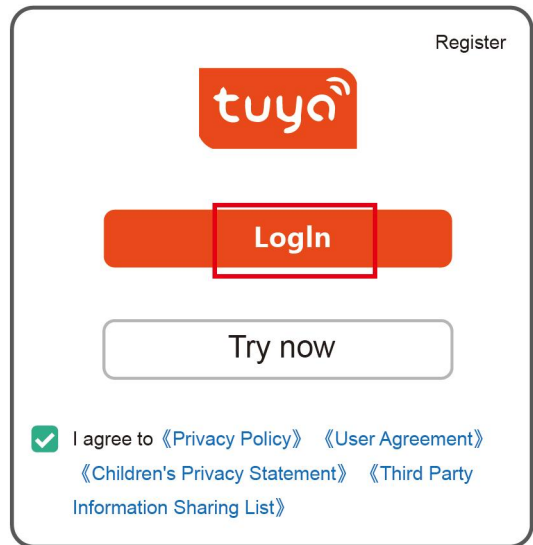 Register
tuya
LogIn
Try now
I agree to 《Privacy Policy》 《User Agreement》
《Children's Privacy Statement》 《Third Party
Information Sharing List》